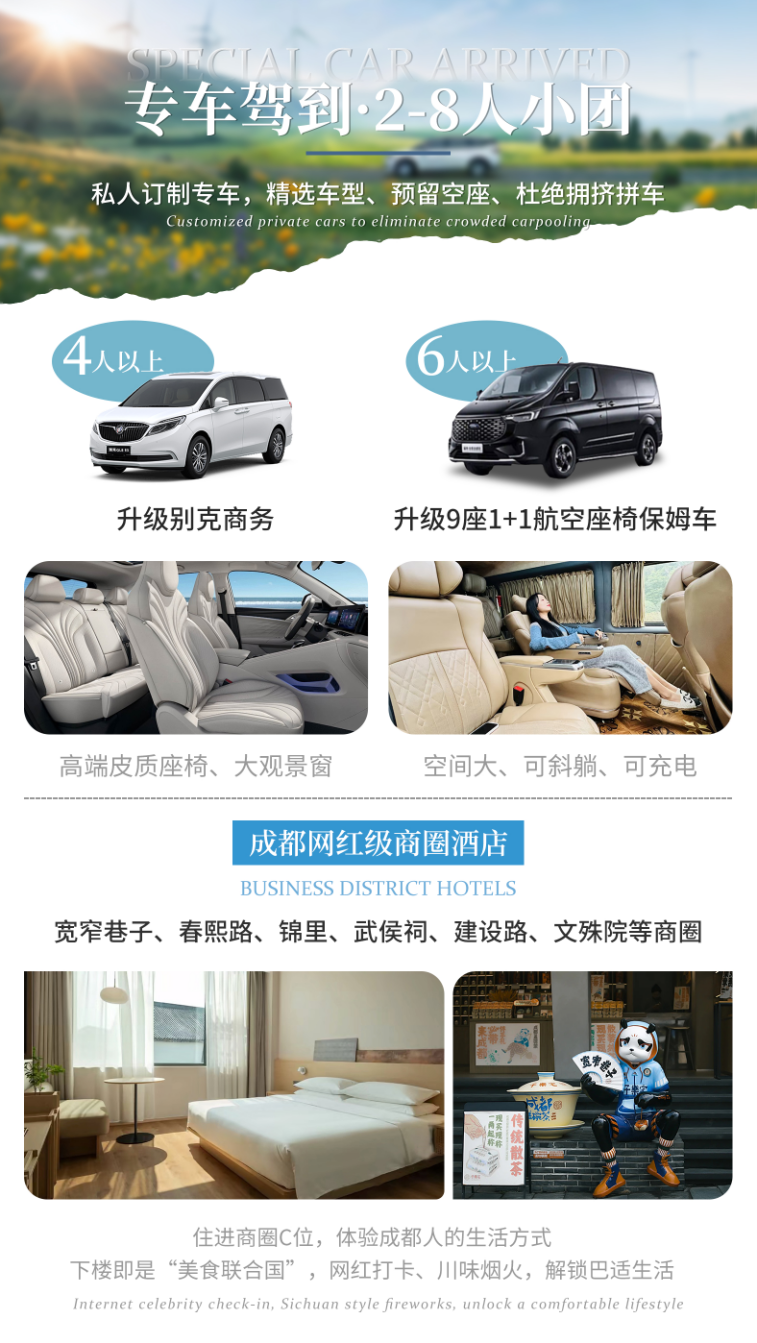 SPECIAL CAR ARRIVED
专车驾到·2-8人小团
私人订制专车，精选车型、预留空座、杜绝拥挤拼车
Customized private cars to eliminate crowded carpooling
4人以上
6人以上
升级别克商务
升级9座1+1航空座椅保姆车
高端皮质座椅、大观景窗
空间大、可斜躺、可充电
成都网红级商圈酒店
BUSINESS DISTRICT HOTELS
宽窄巷子、春熙路、锦里、武侯祠、建设路、文殊院等商圈
宽窄巷子
成都
传统散茶
住进商圈C位，体验成都人的生活方式
下楼即是“美食联合国”，网红打卡、川味烟火，解锁巴适生活
Internet celebrity check-in, Sichuan style fireworks, unlock a comfortable lifestyle